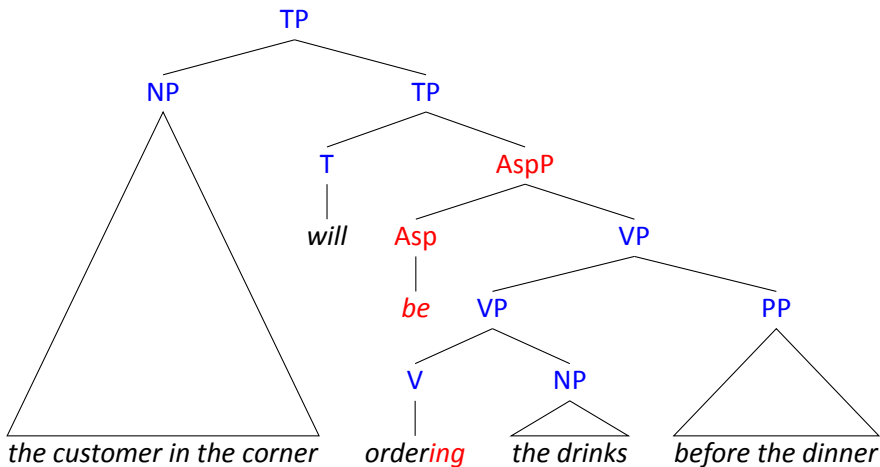 TP
NP TP
T AspP
will Asp VP
be VP PP
V NP
the customer in the corner ordering the drinks before the dinner